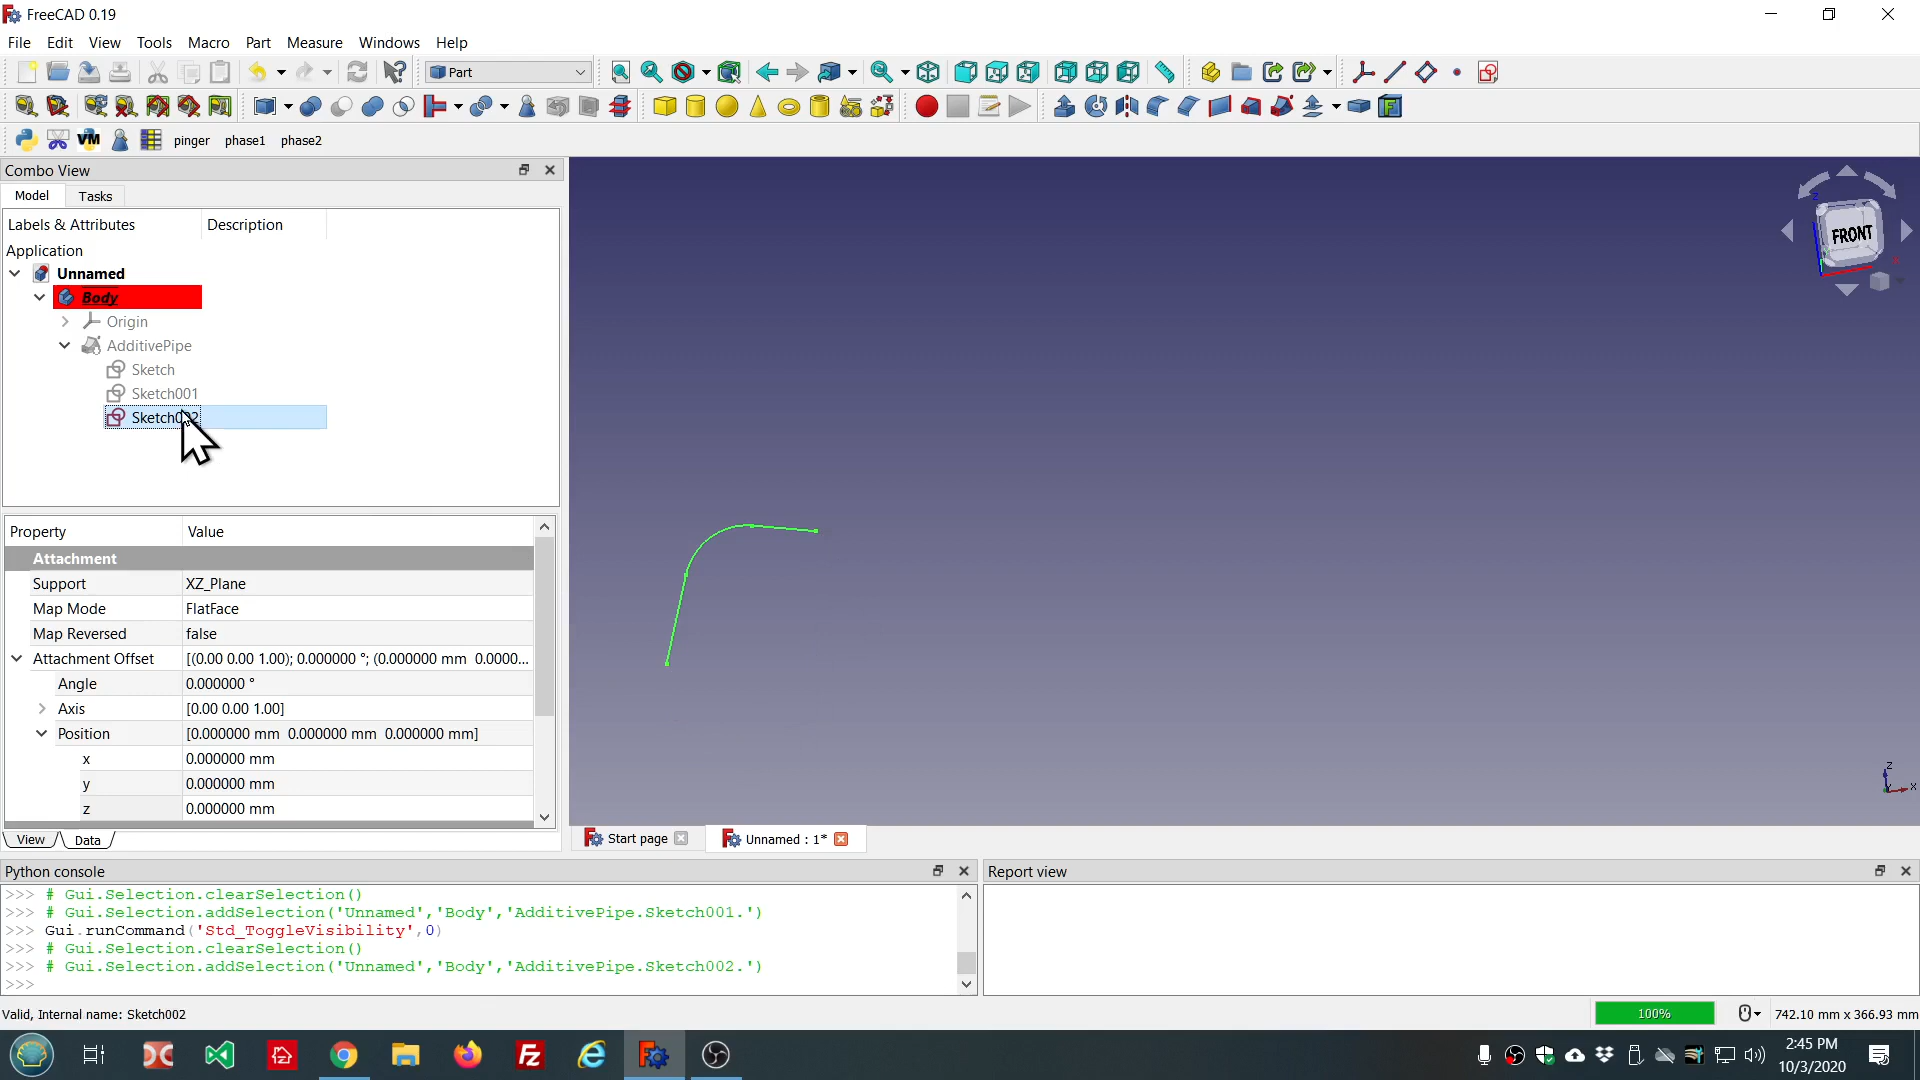 FreeCAD 0.19
File Edit View Tools Macro Part Measure Windows Help
Part
VM pinger phase1 phase2
Combo View
Model Tasks
Labels & Attributes Description
Application
Unnamed
Body
Origin
AdditivePipe
Sketch
Sketch001
Sketch002
FRONT
z
x
Property Value
Attachment
Support XZ_Plane
Map Mode FlatFace
Map Reversed false
Attachment Offset [(0.00 0.00 1.00); 0.000000 °; (0.000000 mm 0.0000...
Angle 0.000000 °
Axis [0.00 0.00 1.00]
Position [0.000000 mm 0.000000 mm 0.000000 mm]
x 0.000000 mm
y 0.000000 mm
z 0.000000 mm
View Data
Start page Unnamed : 1*
Python console
>>> # Gui.Selection.clearSelection()
>>> # Gui.Selection.addSelection('Unnamed','Body','AdditivePipe.Sketch001.')
>>> Gui.runCommand('Std_ToggleVisibility',0)
>>> # Gui.Selection.clearSelection()
>>> # Gui.Selection.addSelection('Unnamed','Body','AdditivePipe.Sketch002.')
>>>
Report view
Valid, Internal name: Sketch002
100%
742.10 mm x 366.93 mm
2:45 PM
10/3/2020